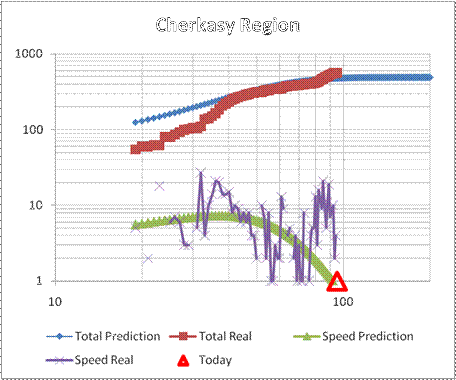 Cherkasy Region
1000
100
10
1
10 100
Total Prediction Total Real Speed Prediction
Speed Real Today